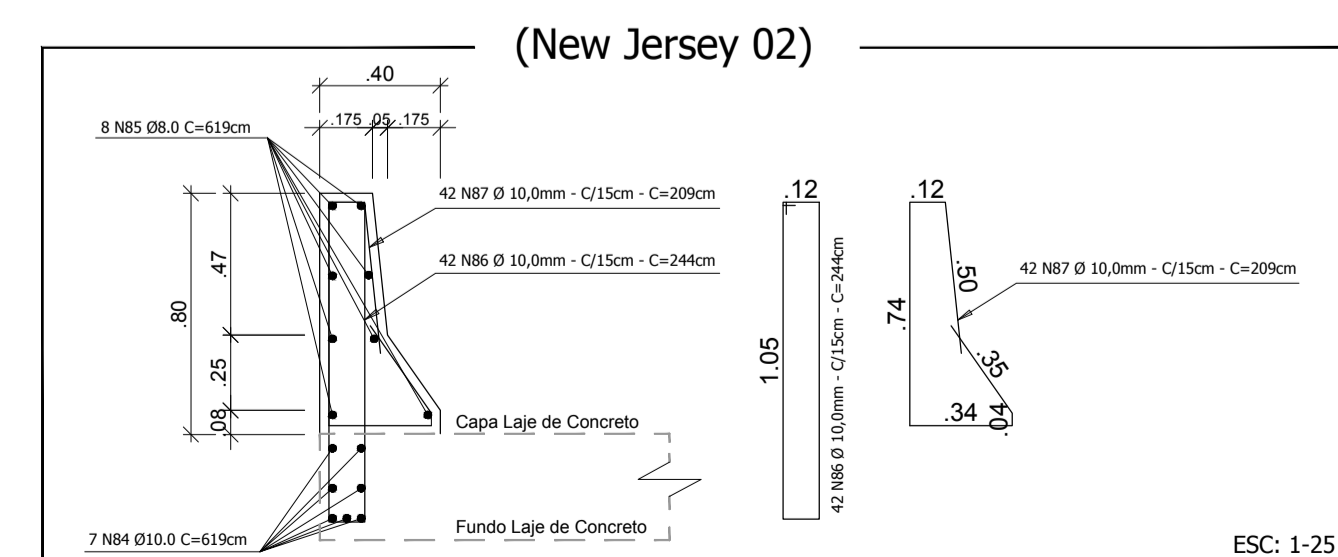 (New Jersey 02)
.40
.175 .05 .175
8 N85 Ø8.0 C=619cm
42 N87 Ø 10,0mm - C/15cm - C=209cm
42 N86 Ø 10,0mm - C/15cm - C=244cm
.80
.47
.25
.08
Capa Laje de Concreto
Fundo Laje de Concreto
7 N84 Ø10.0 C=619cm
.12
1.05
42 N86 Ø 10,0mm - C/15cm - C=244cm
.12
.50
.74
.35
.34
.04
42 N87 Ø 10,0mm - C/15cm - C=209cm
ESC: 1-25